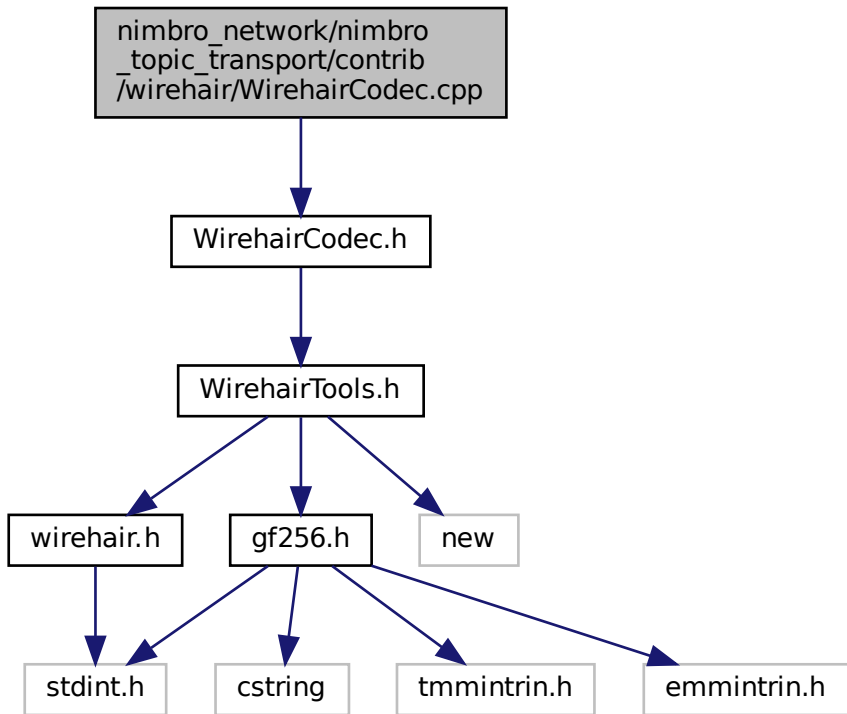 nimbro_network/nimbro
_topic_transport/contrib
/wirehair/WirehairCodec.cpp
WirehairCodec.h
WirehairTools.h
wirehair.h
gf256.h
new
stdint.h
cstring
tmmintrin.h
emmintrin.h